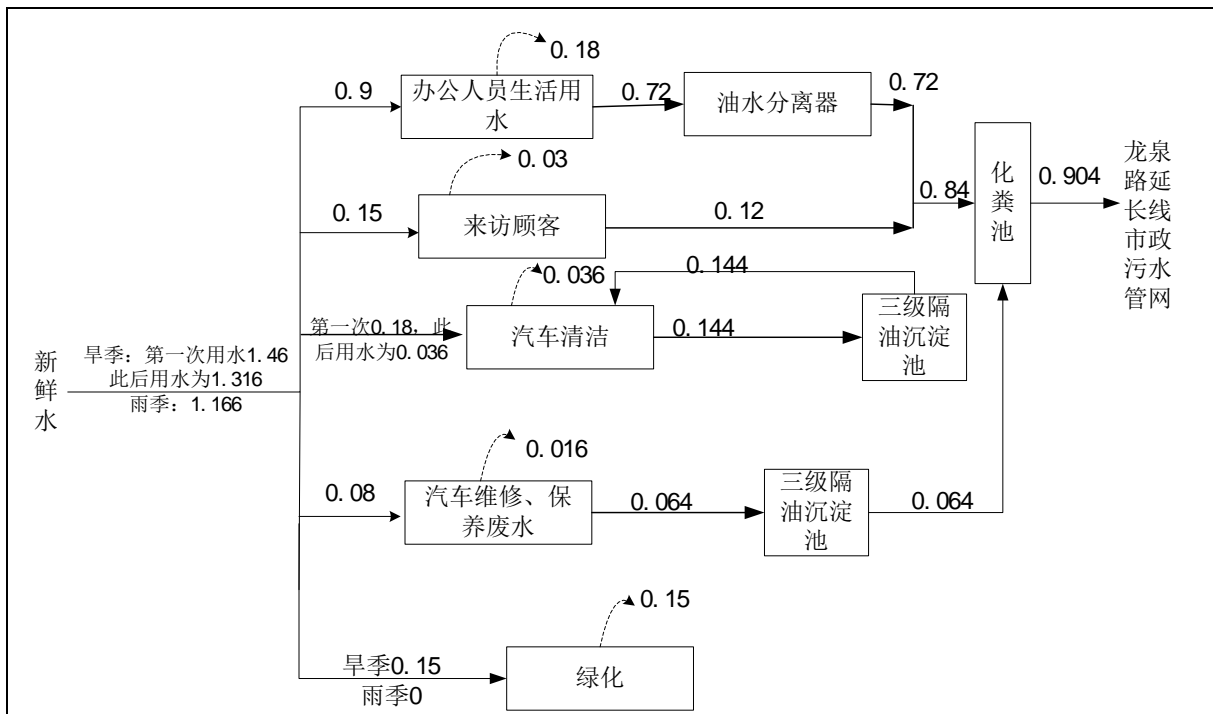 0.18
0.9
办公人员生活用
水
0.72
油水分离器
0.72
0.03
0.15
来访顾客
0.12
0.84
化
粪
池
0.904
龙泉
路延
长线
市政
污水
管网
0.036
0.144
第一次0.18，此
后用水为0.036
汽车清洁
0.144
三级隔
油沉淀
池
新
鲜
水
旱季：第一次用水1.46
此后用水为1.316
雨季：1.166
0.016
0.08
汽车维修、保
养废水
0.064
三级隔
油沉淀
池
0.064
0.15
旱季0.15
雨季0
绿化